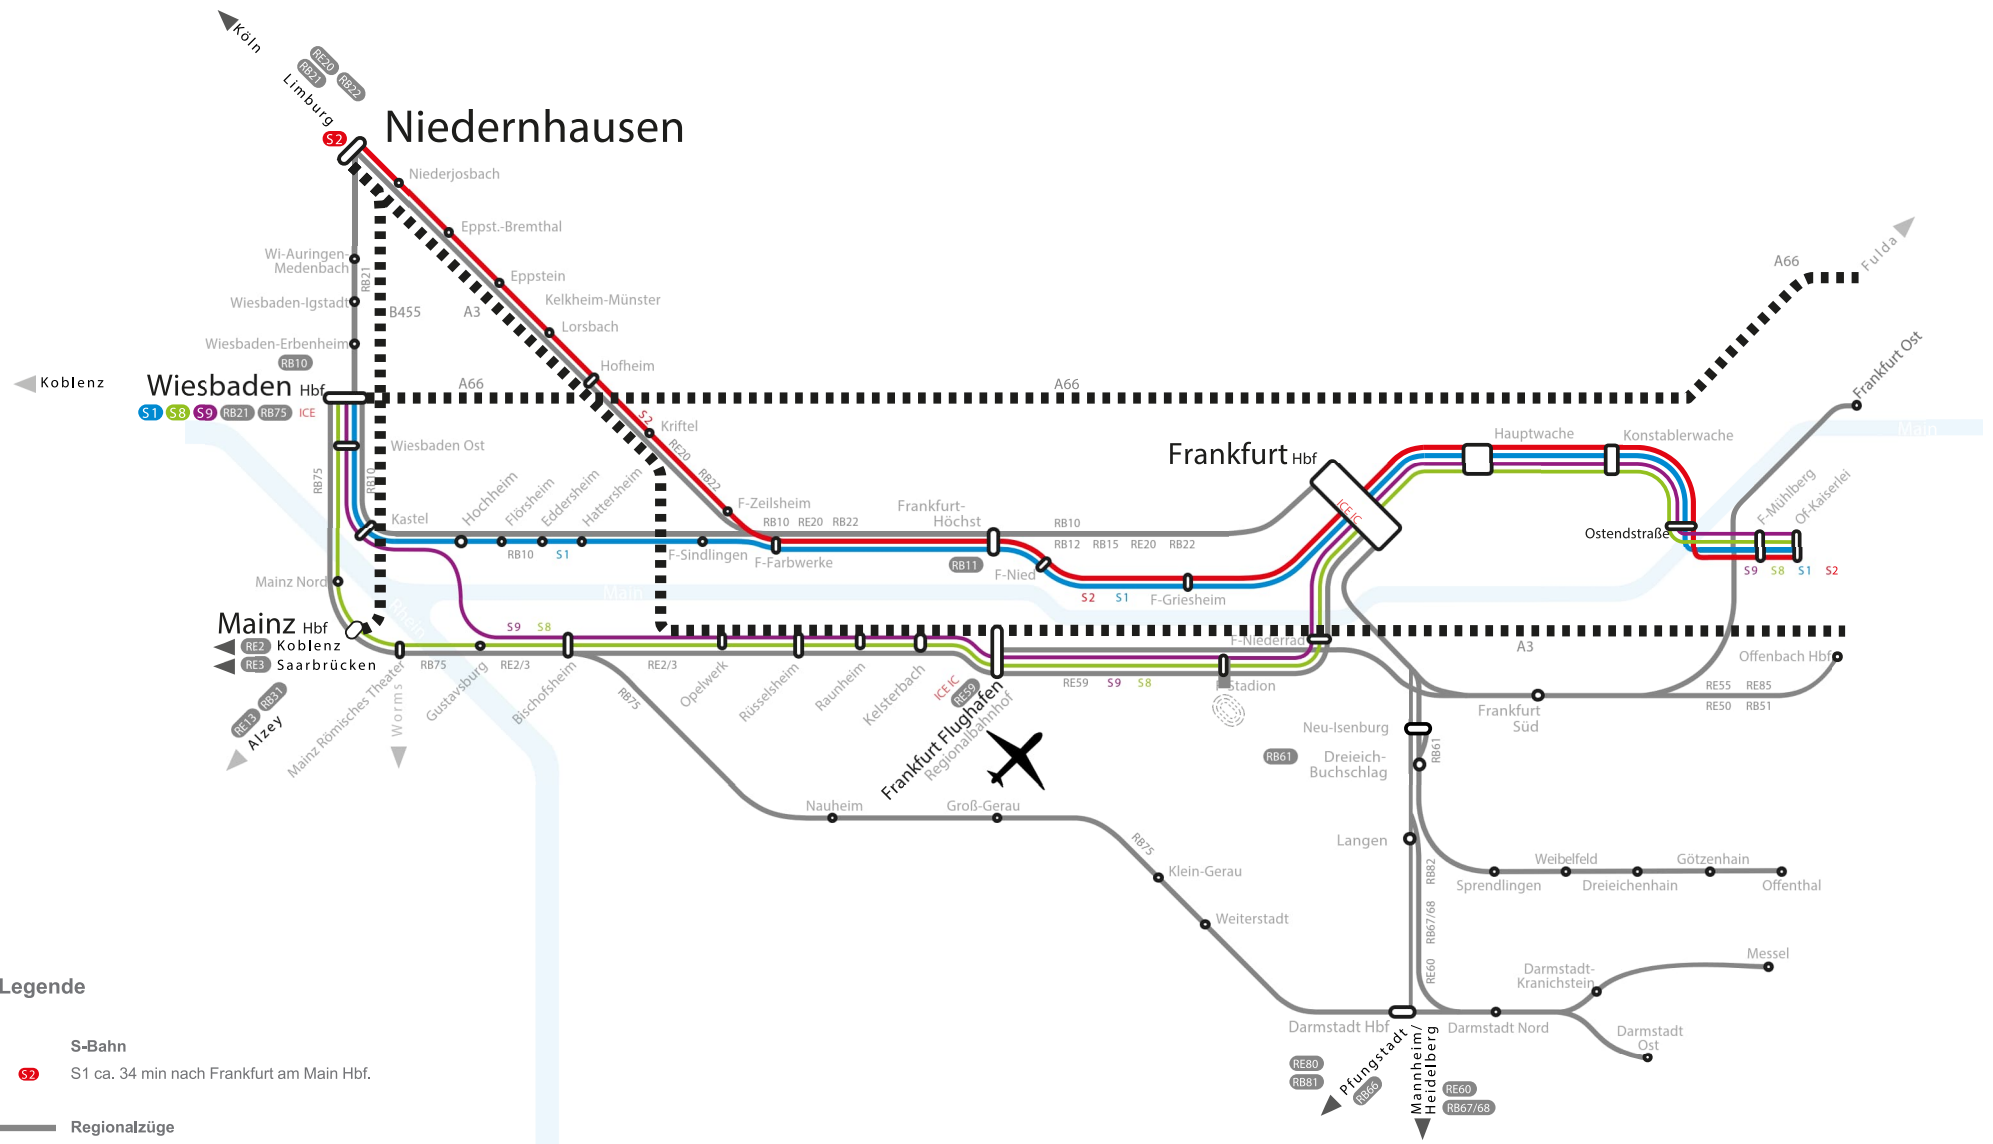 Köln
RE20
RB21
RB22
Limburg
S2
Niedernhausen
Niederjosbach
Eppst.-Bremthal
Wi-Auringen-
Medenbach
RB21
Eppstein
Wiesbaden-Igstadt
B455
A3
Kelkheim-Münster
Lorsbach
Wiesbaden-Erbenheim
RB10
Hofheim
A66
Fulda
Frankfurt Ost
Koblenz
Wiesbaden Hbf
A66
A66
S1 S8 S9 RB21 RB75 ICE
S2
Kriftel
RE20
RB22
Wiesbaden Ost
RB75
RB10
Frankfurt Hbf
ICE IC
Hauptwache
Konstablerwache
Main
F-Mühlberg
Of-Kaiserlei
Ostendstraße
S9 S8 S1 S2
Kastel
Hochheim
Flörsheim
Eddersheim
Hattersheim
RB10
S1
F-Sindlingen
F-Zeilsheim
RB10 RE20 RB22
F-Farbwerke
Frankfurt-
Höchst
RB11
RB10
RB12 RB15 RE20 RB22
F-Nied
S2 S1
F-Griesheim
Mainz Nord
Rhein
Main
Mainz Hbf
RE2 Koblenz
RE3 Saarbrücken
RE13 RB31
Alzey
Mainz Römisches Theater
Worms
RB75
Gustavsburg
S9 S8
RE2/3
Bischofsheim
RB75
RE2/3
Opelwerk
Rüsselsheim
Raunheim
Kelsterbach
ICE IC
RE59
Frankfurt Flughafen
Regionalbahnhof
RE59 S9 S8
F-Stadion
F-Niederrad
A3
Offenbach Hbf
RE55 RE85
RE50 RB51
Frankfurt
Süd
Neu-Isenburg
RB61
RB61
Dreieich-
Buchschlag
Nauheim
Groß-Gerau
RB75
Klein-Gerau
Weiterstadt
Langen
RB82
RB67/68
RE60
Sprendlingen
Weibelfeld
Dreieichenhain
Götzenhain
Offenthal
Messel
Darmstadt-
Kranichstein
Darmstadt Hbf
Darmstadt Nord
Darmstadt
Ost
RE80
RB81
Pfungstadt
RB66
Mannheim/
Heidelberg
RE60
RB67/68
Legende
S-Bahn
S2 S1 ca. 34 min nach Frankfurt am Main Hbf.
Regionalzüge